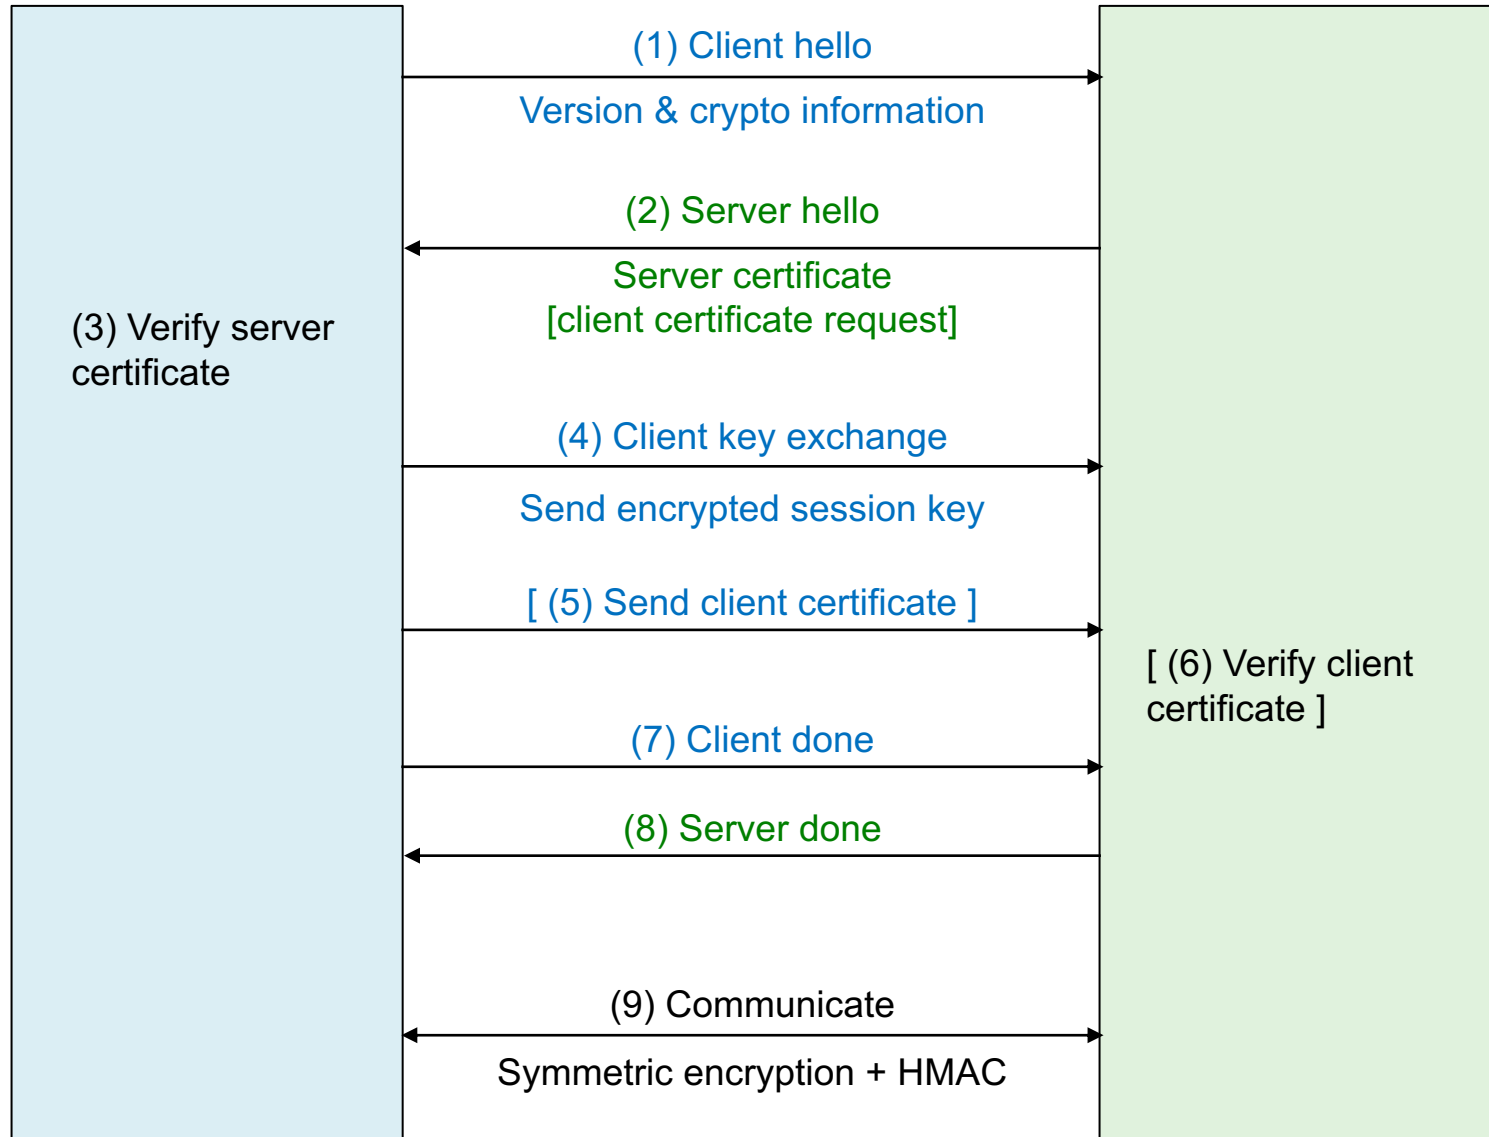 (1) Client hello
Version & crypto information
(2) Server hello
Server certificate
[client certificate request]
(3) Verify server
certificate
(4) Client key exchange
Send encrypted session key
[ (5) Send client certificate ]
[ (6) Verify client
certificate ]
(7) Client done
(8) Server done
(9) Communicate
Symmetric encryption + HMAC